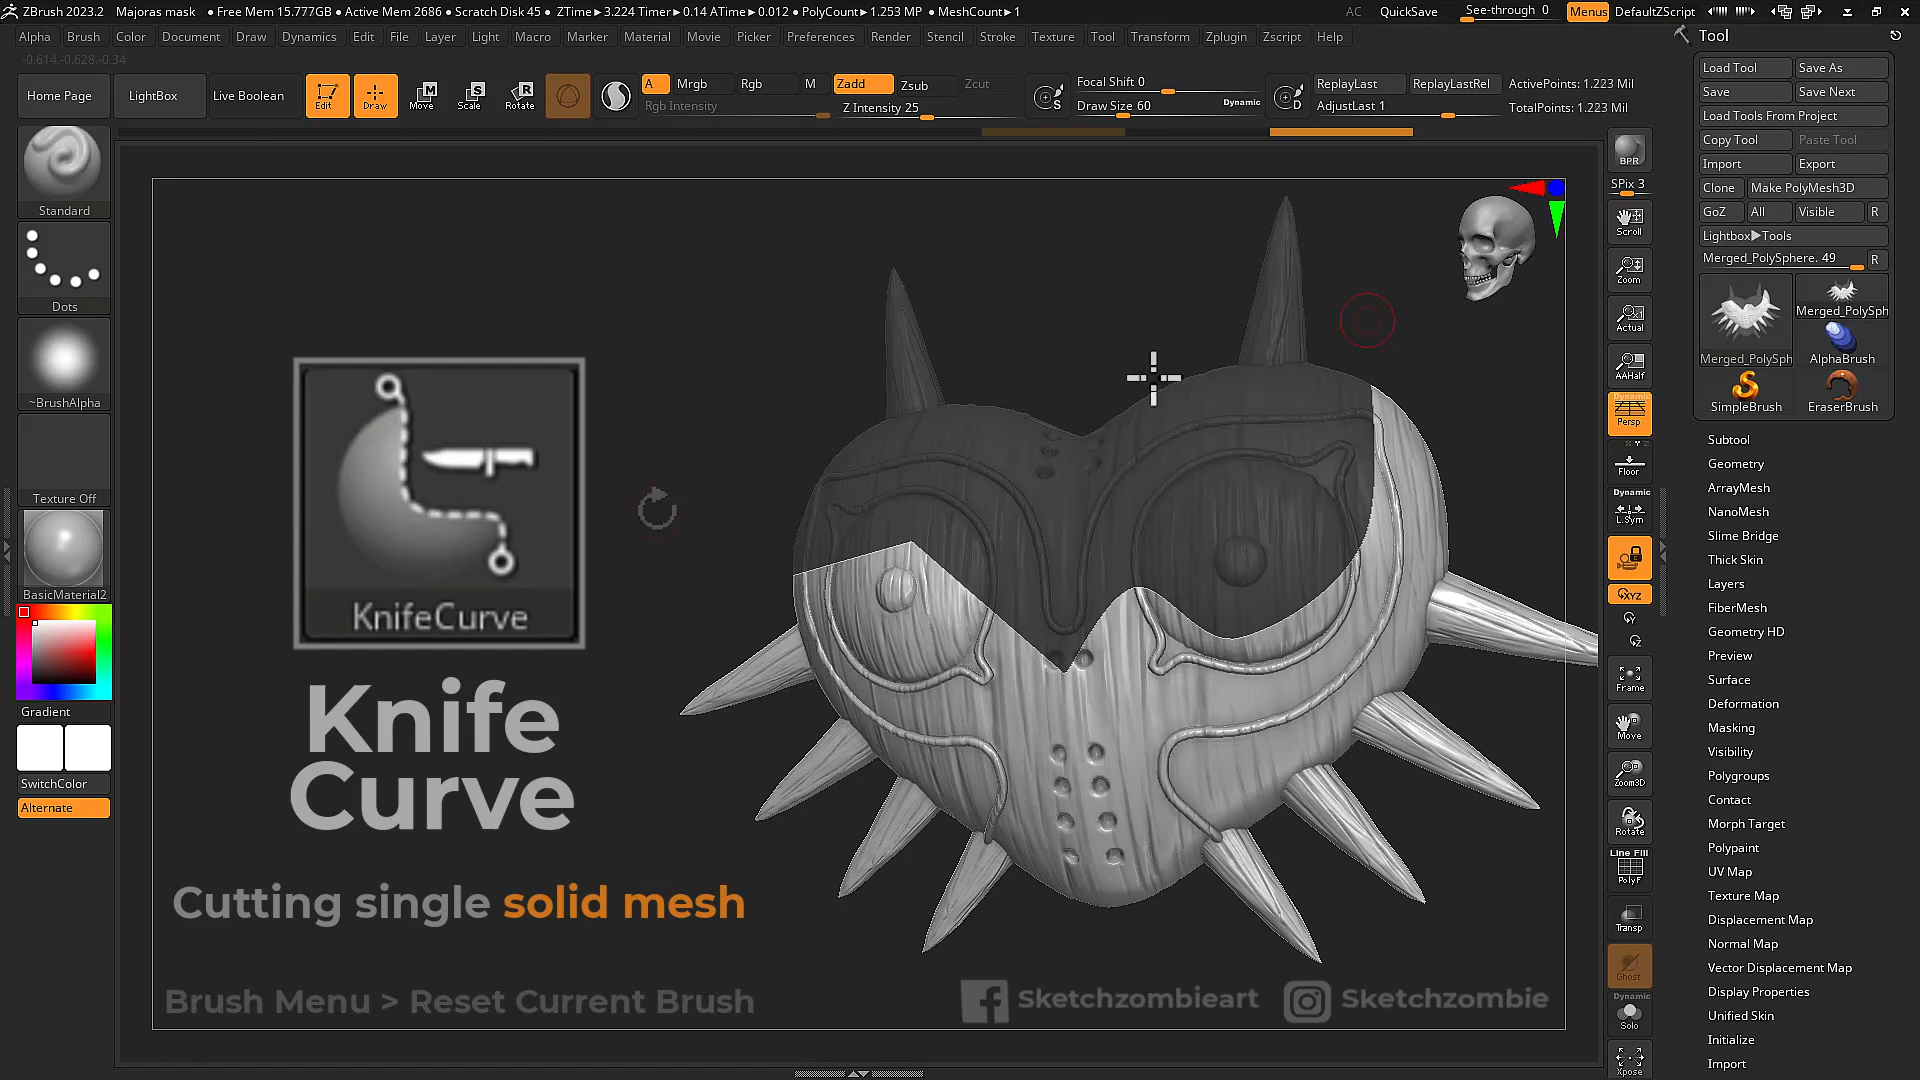 ZBrush 2023.2 Majoras mask • Free Mem 15.777GB • Active Mem 2686 • Scratch Disk 45 • ZTime▸3.224 Timer▸0.14 ATime▸0.012 • PolyCount▸1.253 MP • MeshCount▸1 AC QuickSave See-through 0 Menus DefaultZScript
Alpha Brush Color Document Draw Dynamics Edit File Layer Light Macro Marker Material Movie Picker Preferences Render Stencil Stroke Texture Tool Transform Zplugin Zscript Help
-0.614,-0.628,-0.34
Home Page LightBox Live Boolean Edit Draw Move Scale Rotate
M S R
A Mrgb Rgb M Zadd Zsub Zcut
Rgb Intensity Z Intensity 25
S Focal Shift 0
Draw Size 60 Dynamic
D ReplayLast ReplayLastRel ActivePoints: 1.223 Mil
AdjustLast 1 TotalPoints: 1.223 Mil
Standard
Dots
~BrushAlpha
Texture Off
BasicMaterial2
Gradient
SwitchColor
Alternate
KnifeCurve
Knife
Curve
Cutting single solid mesh
Brush Menu > Reset Current Brush
Sketchzombieart Sketchzombie
BPR
SPix 3
Scroll
Zoom
Actual
AAHalf
Dynamic
Persp
Floor
Dynamic
L.Sym
XYZ
Y
Z
Frame
Move
Zoom3D
Rotate
Line Fill
PolyF
Transp
Ghost
Dynamic
Solo
Xpose
Tool
Load Tool Save As
Save Save Next
Load Tools From Project
Copy Tool Paste Tool
Import Export
Clone Make PolyMesh3D
GoZ All Visible R
Lightbox▶Tools
Merged_PolySphere. 49 R
Merged_PolySph
Merged_PolySph AlphaBrush
SimpleBrush EraserBrush
Subtool
Geometry
ArrayMesh
NanoMesh
Slime Bridge
Thick Skin
Layers
FiberMesh
Geometry HD
Preview
Surface
Deformation
Masking
Visibility
Polygroups
Contact
Morph Target
Polypaint
UV Map
Texture Map
Displacement Map
Normal Map
Vector Displacement Map
Display Properties
Unified Skin
Initialize
Import